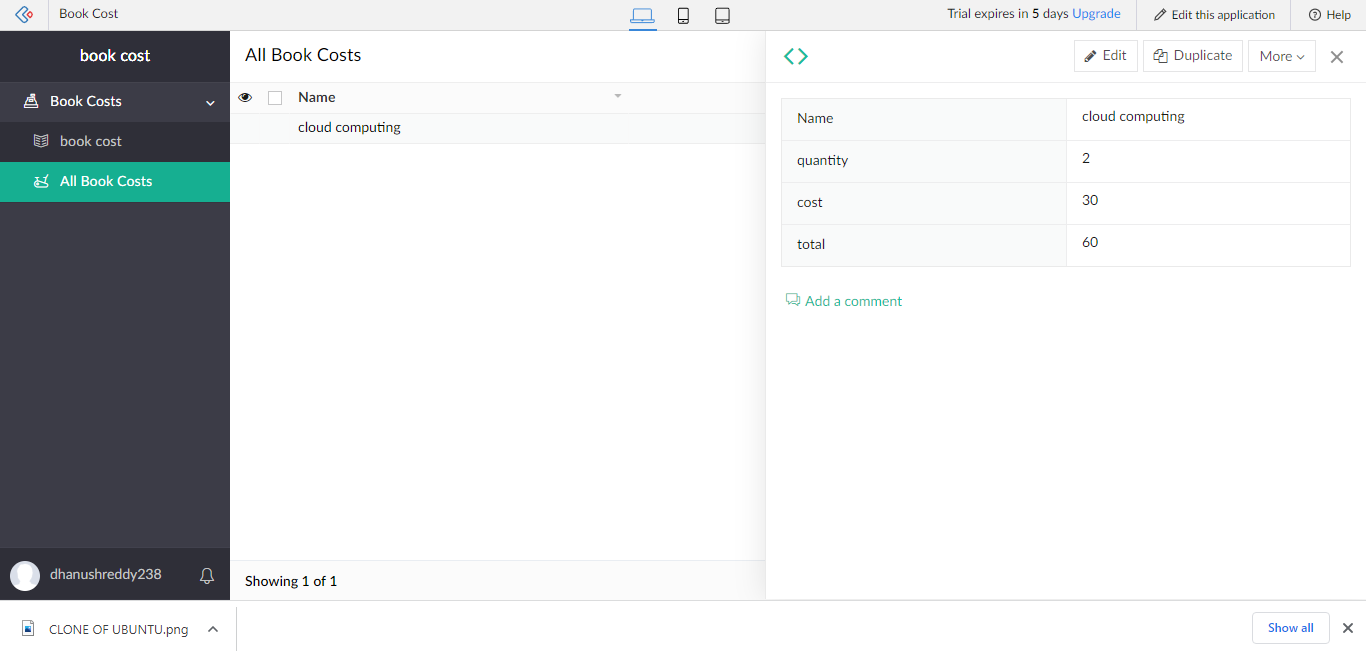 Book Cost
Trial expires in 5 days Upgrade
Edit this application
Help
book cost
Book Costs
book cost
All Book Costs
dhanushreddy238
All Book Costs
Name
cloud computing
Showing 1 of 1
Edit
Duplicate
More
Name cloud computing
quantity 2
cost 30
total 60
Add a comment
CLONE OF UBUNTU.png
Show all